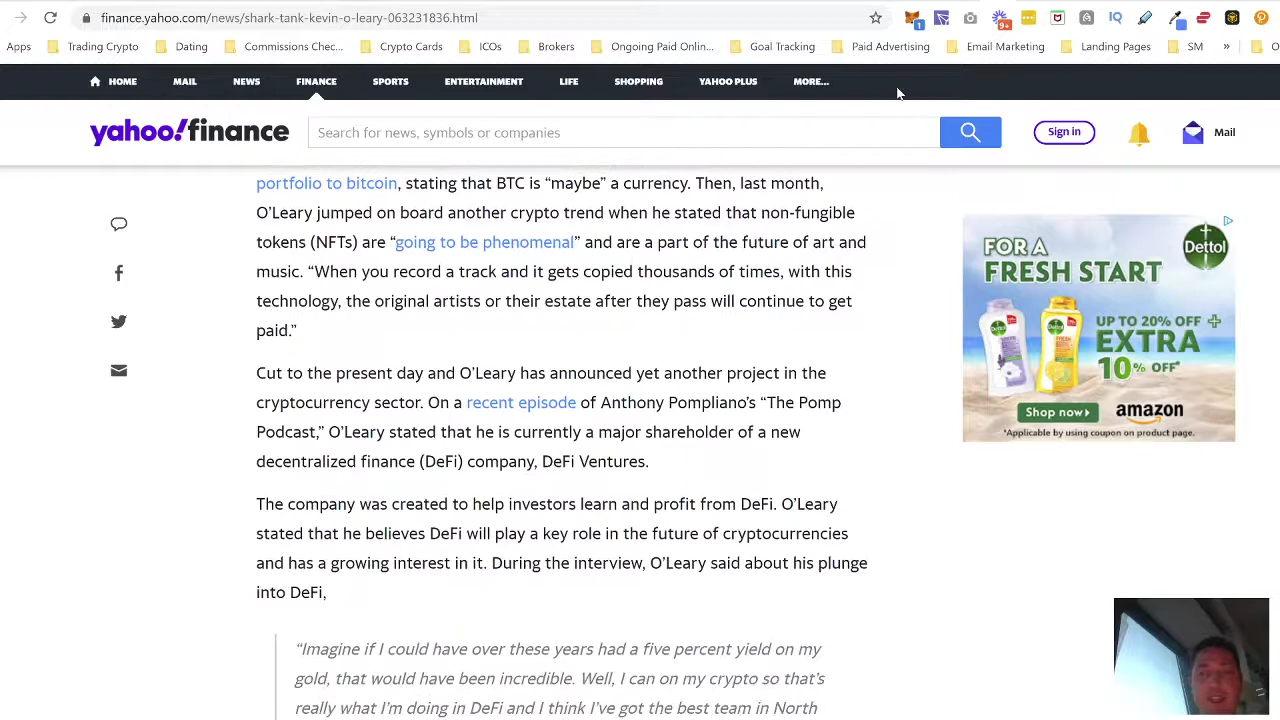 finance.yahoo.com/news/shark-tank-kevin-o-leary-063231836.html
1
9+
IQ
Apps
Trading Crypto
Dating
Commissions Chec...
Crypto Cards
ICOs
Brokers
Ongoing Paid Onlin...
Goal Tracking
Paid Advertising
Email Marketing
Landing Pages
SM
»
HOME
MAIL
NEWS
FINANCE
SPORTS
ENTERTAINMENT
LIFE
SHOPPING
YAHOO PLUS
MORE...
yahoo!finance
Search for news, symbols or companies
Sign in
Mail
portfolio to bitcoin, stating that BTC is “maybe” a currency. Then, last month,
O’Leary jumped on board another crypto trend when he stated that non-fungible
tokens (NFTs) are “going to be phenomenal” and are a part of the future of art and
music. “When you record a track and it gets copied thousands of times, with this
technology, the original artists or their estate after they pass will continue to get
paid.”
Cut to the present day and O’Leary has announced yet another project in the
cryptocurrency sector. On a recent episode of Anthony Pompliano’s “The Pomp
Podcast,” O’Leary stated that he is currently a major shareholder of a new
decentralized finance (DeFi) company, DeFi Ventures.
The company was created to help investors learn and profit from DeFi. O’Leary
stated that he believes DeFi will play a key role in the future of cryptocurrencies
and has a growing interest in it. During the interview, O’Leary said about his plunge
into DeFi,
“Imagine if I could have over these years had a five percent yield on my
gold, that would have been incredible. Well, I can on my crypto so that’s
really what I’m doing in DeFi and I think I’ve got the best team in North
FOR A
FRESH START
Dettol
UP TO 20% OFF +
EXTRA
10% OFF*
Shop now
amazon
*Applicable by using coupon on product page.